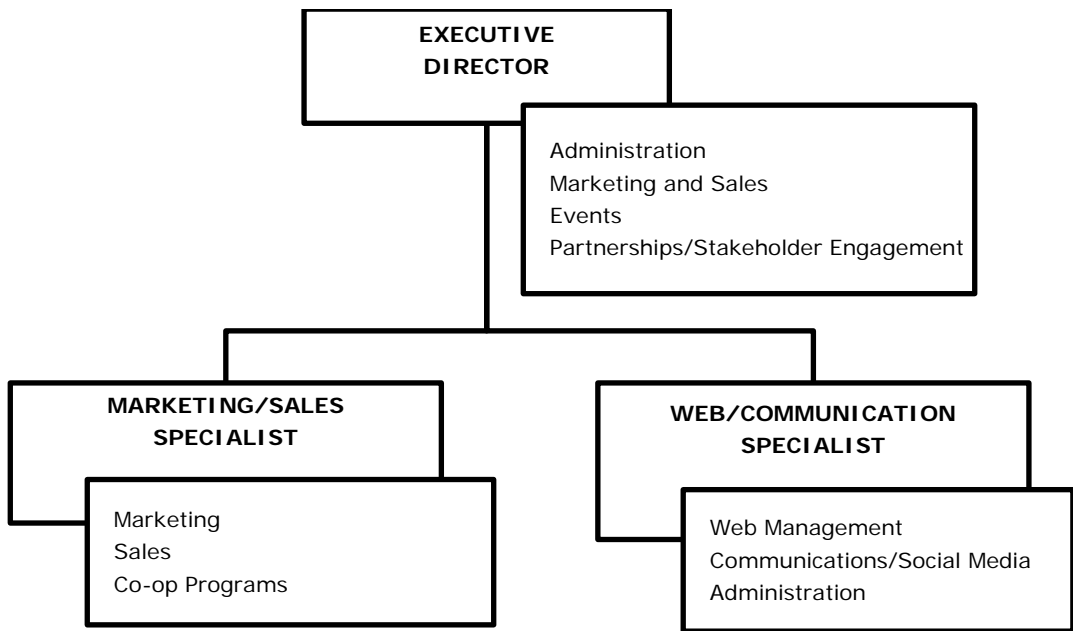 EXECUTIVE
DIRECTOR
Administration
Marketing and Sales
Events
Partnerships/Stakeholder Engagement
MARKETING/SALES
SPECIALIST
Marketing
Sales
Co-op Programs
WEB/COMMUNICATION
SPECIALIST
Web Management
Communications/Social Media
Administration